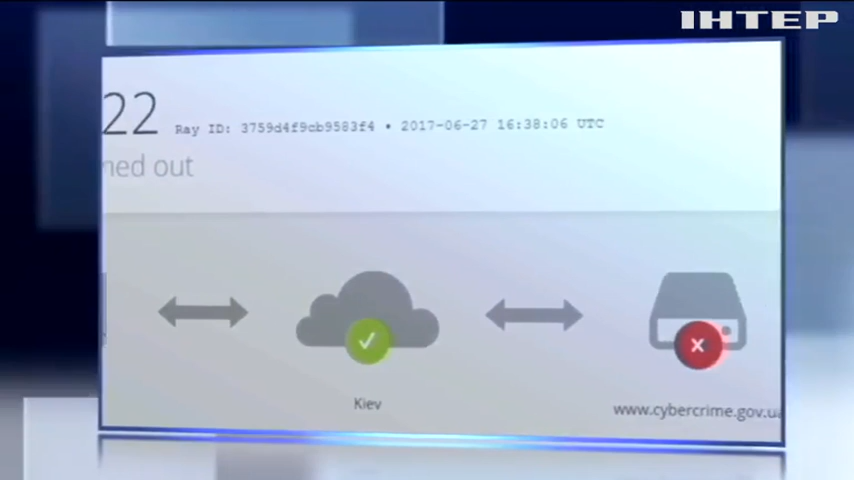 ІНТЕР
22 Ray ID: 3759d4f9cb9583f4 • 2017-06-27 16:38:06 UTC
ned out
Kiev
www.cybercrime.gov.ua